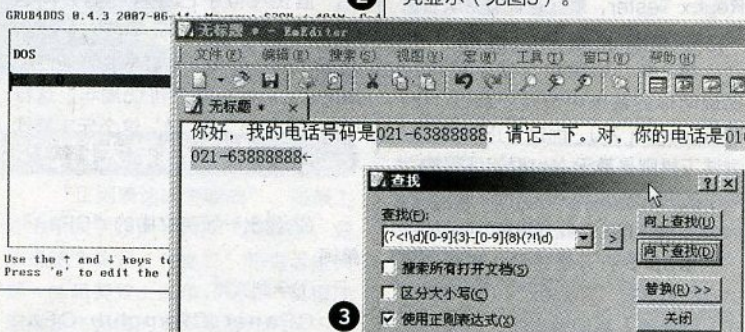 GRUB4DOS 0.4.3 2007-06-
DOS
Use the ↑ and ↓ keys t
Press 'e' to edit the
❷
无标题 * - EmEditor
文件(F) 编辑(E) 搜索(S) 视图(V) 宏(M) 工具(T) 窗口(W) 帮助(H)
无标题 * ×
你好，我的电话号码是021-63888888，请记一下。对，你的电话是01
021-63888888←
查找
查找(F):
(?<!\d)[0-9]{3}-[0-9]{8}(?!\d)
>
向上查找(U)
向下查找(D)
搜索所有打开文档(S)
区分大小写(C)
替换(R) >>
❸
使用正则表达式(X)
关闭